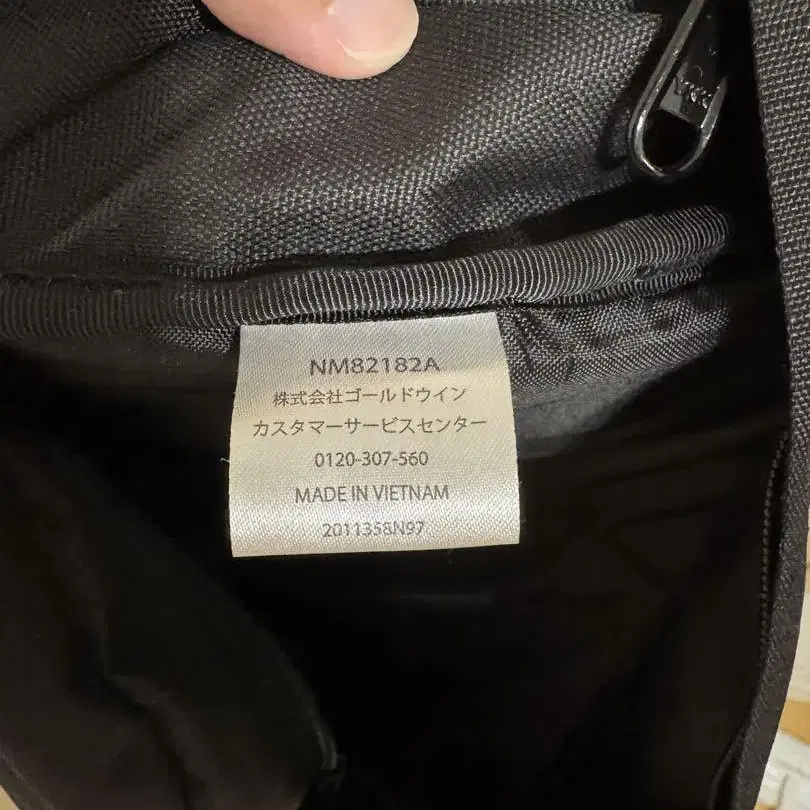 YKK
NM82182A
株式会社ゴールドウイン
カスタマーサービスセンター
0120-307-560
MADE IN VIETNAM
2011358N97